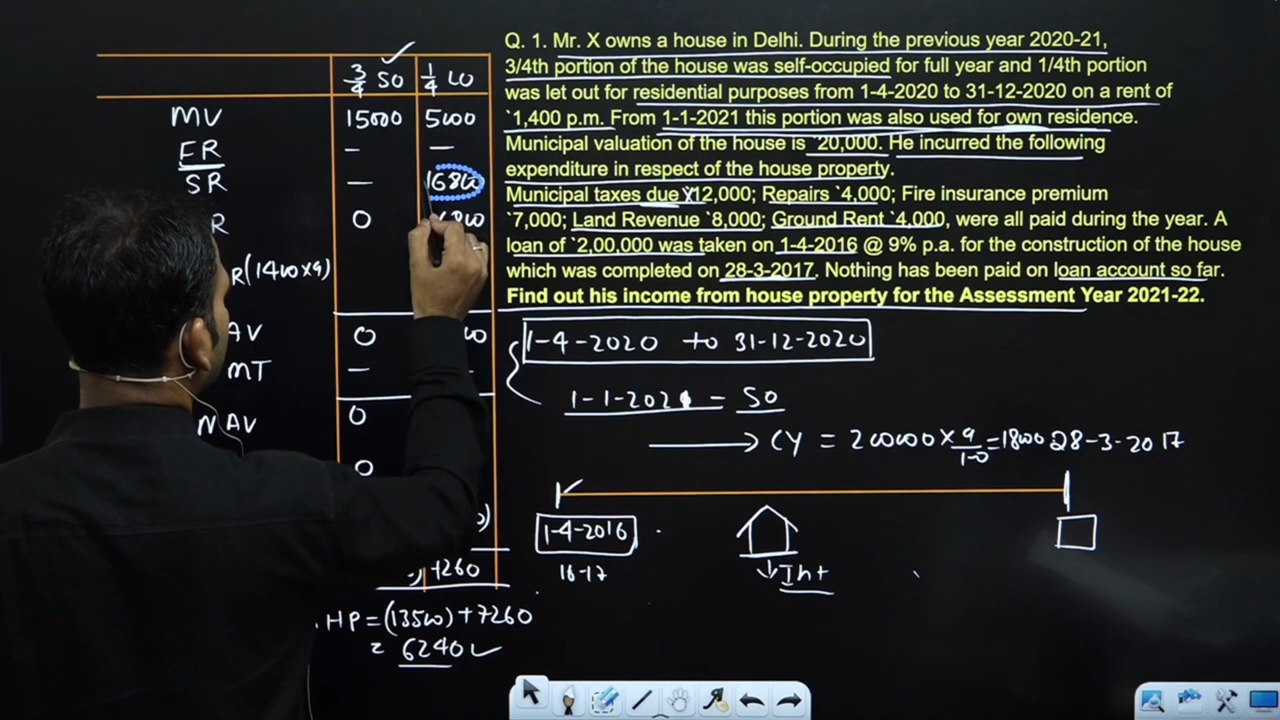 Q. 1. Mr. X owns a house in Delhi. During the previous year 2020-21,
3/4th portion of the house was self-occupied for full year and 1/4th portion
was let out for residential purposes from 1-4-2020 to 31-12-2020 on a rent of
`1,400 p.m. From 1-1-2021 this portion was also used for own residence.
Municipal valuation of the house is `20,000. He incurred the following
expenditure in respect of the house property.
Municipal taxes due 12,000; Repairs `4,000; Fire insurance premium
`7,000; Land Revenue `8,000; Ground Rent `4,000, were all paid during the year. A
loan of `2,00,000 was taken on 1-4-2016 @ 9% p.a. for the construction of the house
which was completed on 28-3-2017. Nothing has been paid on loan account so far.
Find out his income from house property for the Assessment Year 2021-22.
3/4 SO 1/4 LO
MV 15000 5000
FR — —
SR — 16800
R 0
R(1400×9)
AV 0
MT —
NAV 0
0
7260
HP = (13500) + 7260
= 6240
1-4-2020 to 31-12-2020
1-1-2021 = SO
CY = 200000 × 9/100 = 18000 28-3-2017
1-4-2016
16-17
Int